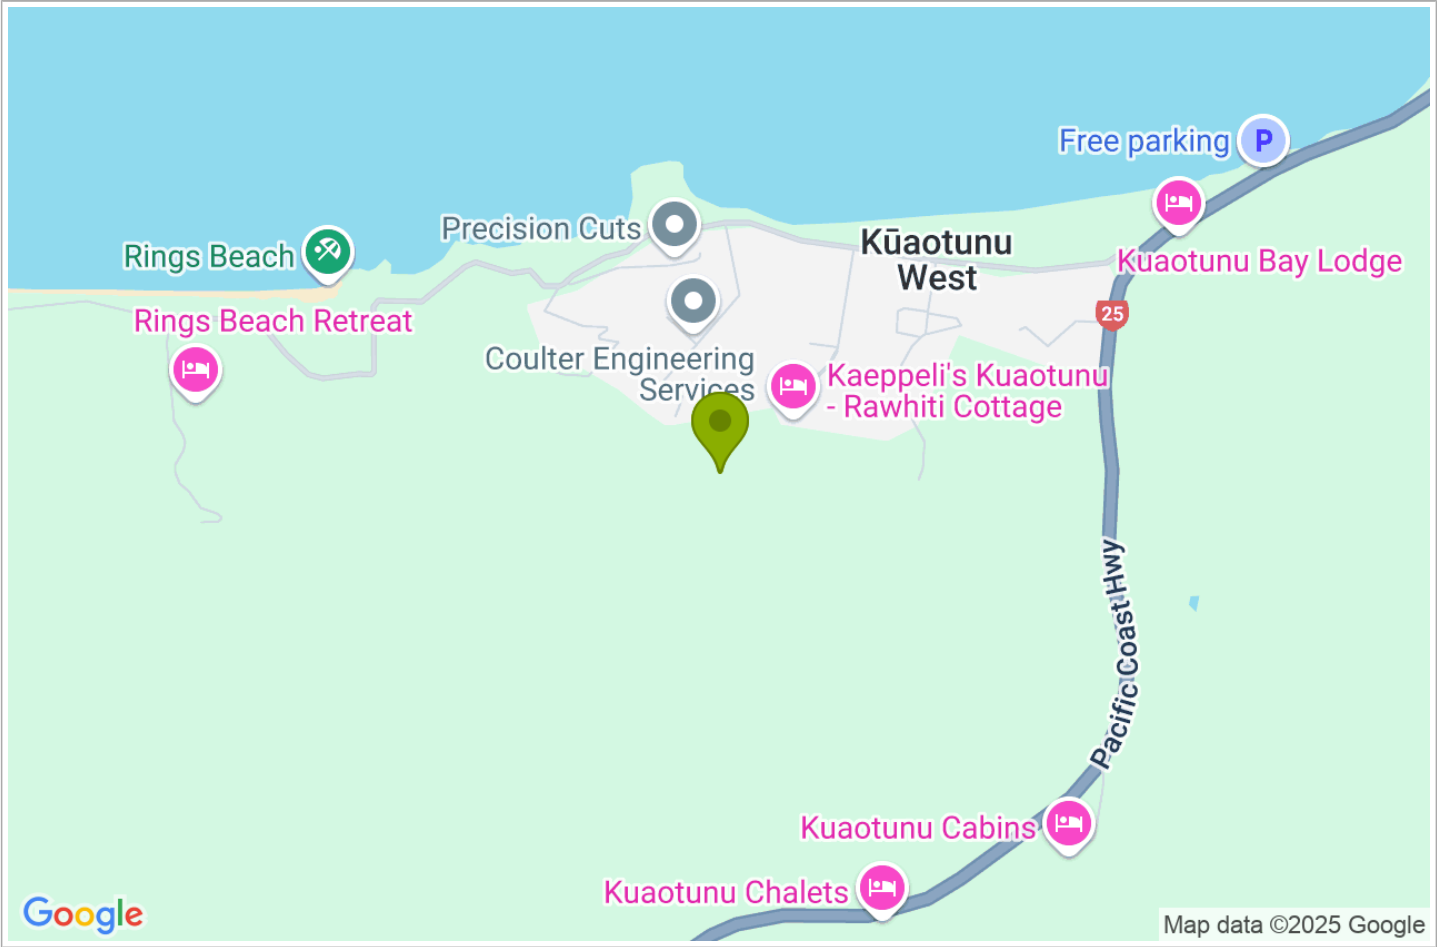 Free parking
P
Precision Cuts
Kūaotunu
West
Rings Beach
Kuaotunu Bay Lodge
25
Rings Beach Retreat
Coulter Engineering
Services
Kaeppeli's Kuaotunu
- Rawhiti Cottage
Pacific Coast Hwy
Kuaotunu Cabins
Kuaotunu Chalets
Google
Map data ©2025 Google